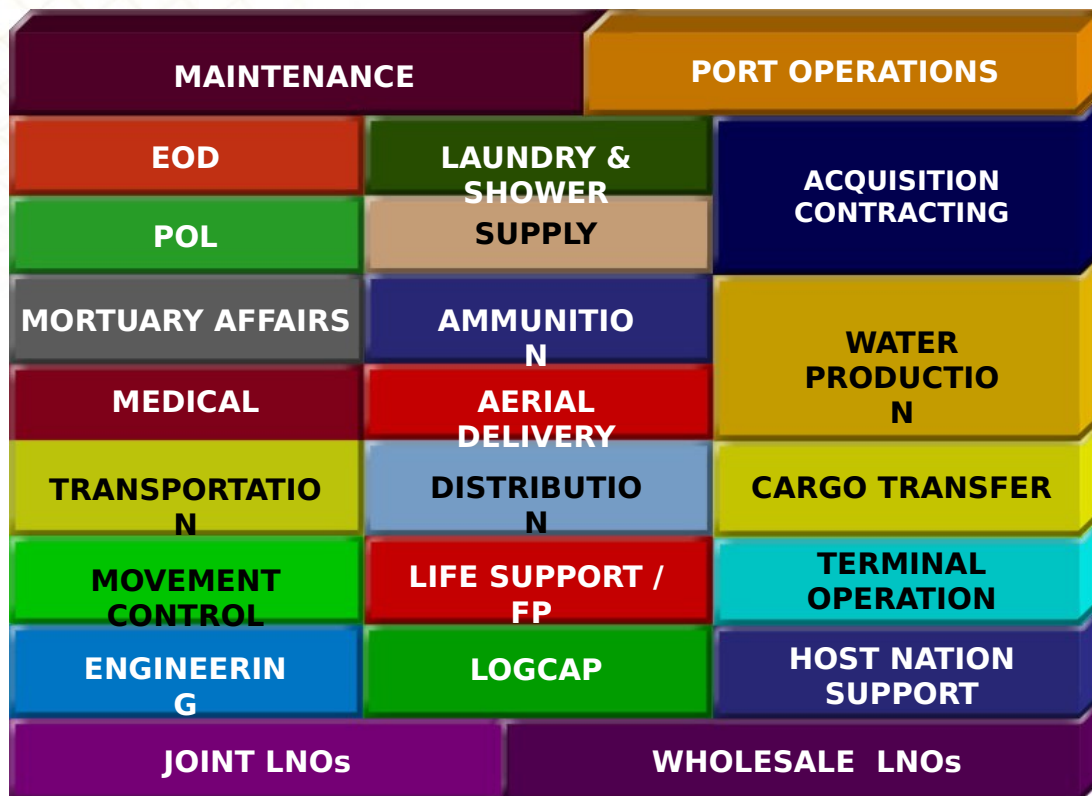 MAINTENANCE
PORT OPERATIONS
EOD
LAUNDRY &
SHOWER
ACQUISITION
CONTRACTING
POL
SUPPLY
MORTUARY AFFAIRS
AMMUNITIO
N
WATER
PRODUCTIO
N
MEDICAL
AERIAL
DELIVERY
TRANSPORTATIO
N
DISTRIBUTIO
N
CARGO TRANSFER
MOVEMENT
CONTROL
LIFE SUPPORT /
FP
TERMINAL
OPERATION
ENGINEERIN
G
LOGCAP
HOST NATION
SUPPORT
JOINT LNOs
WHOLESALE  LNOs